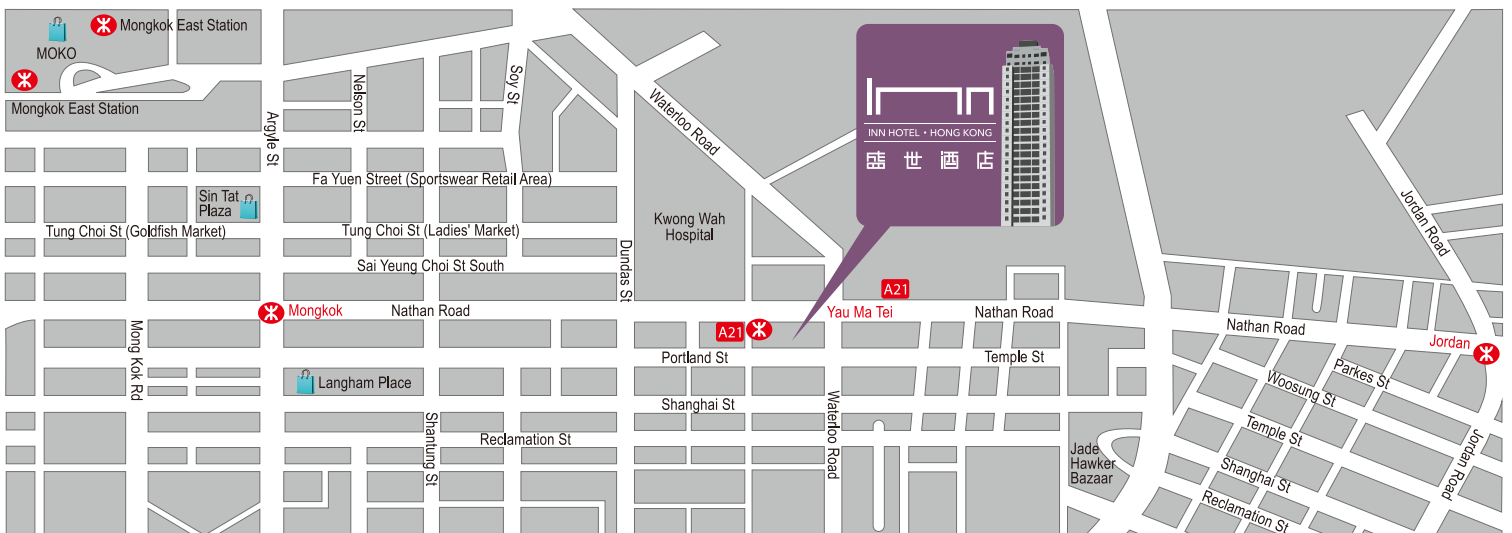 Mongkok East Station
MOKO
Mongkok East Station
Argyle St
Nelson St
Soy St
Waterloo Road
INN HOTEL • HONG KONG
盛世酒店
Jordan Road
Fa Yuen Street (Sportswear Retail Area)
Sin Tat
Plaza
Tung Choi St (Goldfish Market)
Tung Choi St (Ladies' Market)
Kwong Wah
Hospital
Sai Yeung Choi St South
Dundas St
A21
Mongkok
Nathan Road
Yau Ma Tei
Nathan Road
Nathan Road
A21
Jordan
Mong Kok Rd
Portland St
Temple St
Langham Place
Parkes St
Woosung St
Shanghai St
Waterloo Road
Shantung St
Reclamation St
Temple St
Jordan Road
Jade
Hawker
Bazaar
Shanghai St
Reclamation St